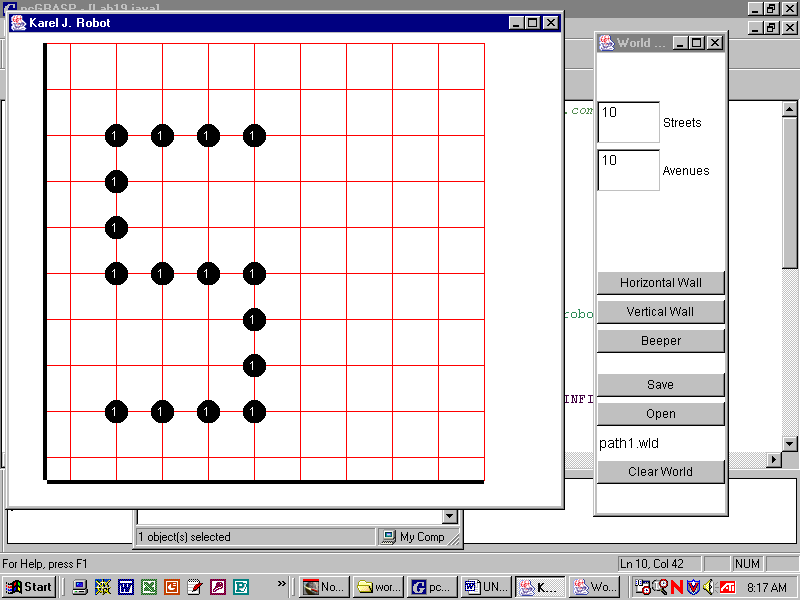 pcGRASP - [Lab19.java]
Karel J. Robot
World ...
1 1 1 1
1
1
1 1 1 1
1
1
1 1 1 1
.com
10
Streets
10
Avenues
Horizontal Wall
robo
Vertical Wall
Beeper
Save
INFI
Open
path1.wld
Clear World
1 object(s) selected
My Comp
For Help, press F1
Ln 10, Col 42
NUM
Start
»
No...
wor...
pc...
UN...
K...
Wo...
8:17 AM